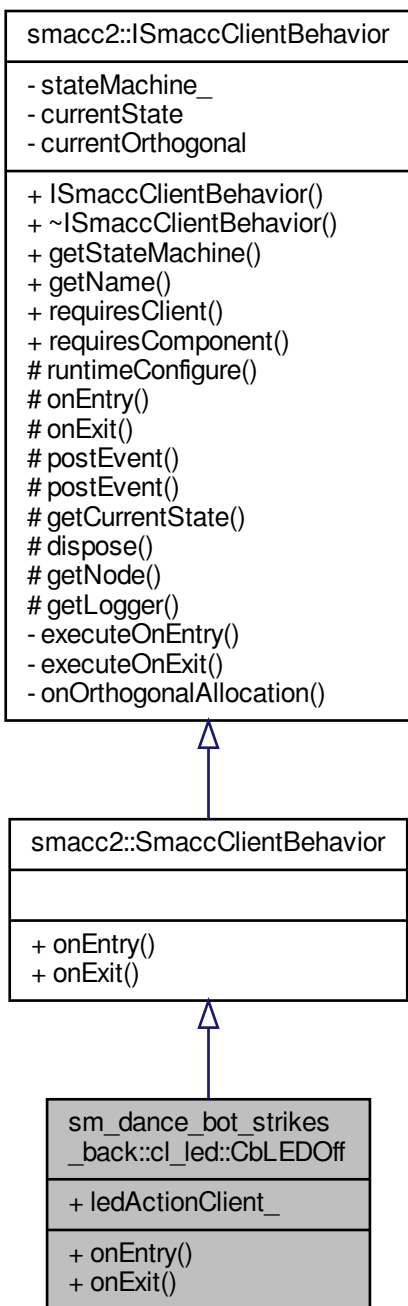 smacc2::ISmaccClientBehavior
- stateMachine_
- currentState
- currentOrthogonal
+ ISmaccClientBehavior()
+ ~ISmaccClientBehavior()
+ getStateMachine()
+ getName()
+ requiresClient()
+ requiresComponent()
# runtimeConfigure()
# onEntry()
# onExit()
# postEvent()
# postEvent()
# getCurrentState()
# dispose()
# getNode()
# getLogger()
- executeOnEntry()
- executeOnExit()
- onOrthogonalAllocation()
smacc2::SmaccClientBehavior
+ onEntry()
+ onExit()
sm_dance_bot_strikes
_back::cl_led::CbLEDOff
+ ledActionClient_
+ onEntry()
+ onExit()